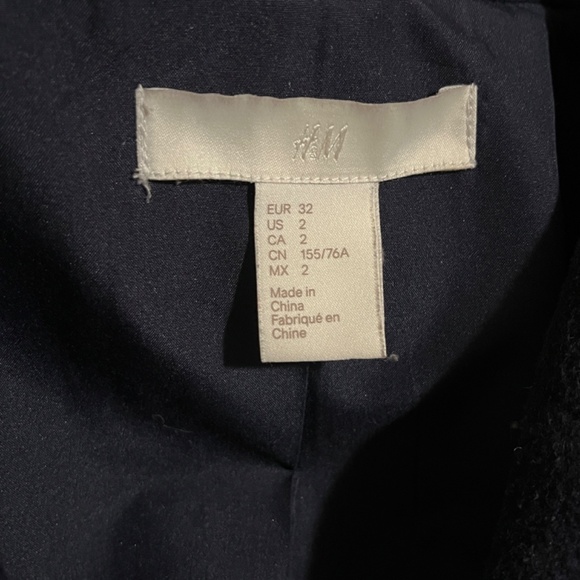 H&M
EUR 32
US 2
CA 2
CN 155/76A
MX 2
Made in
China
Fabriqué en
Chine